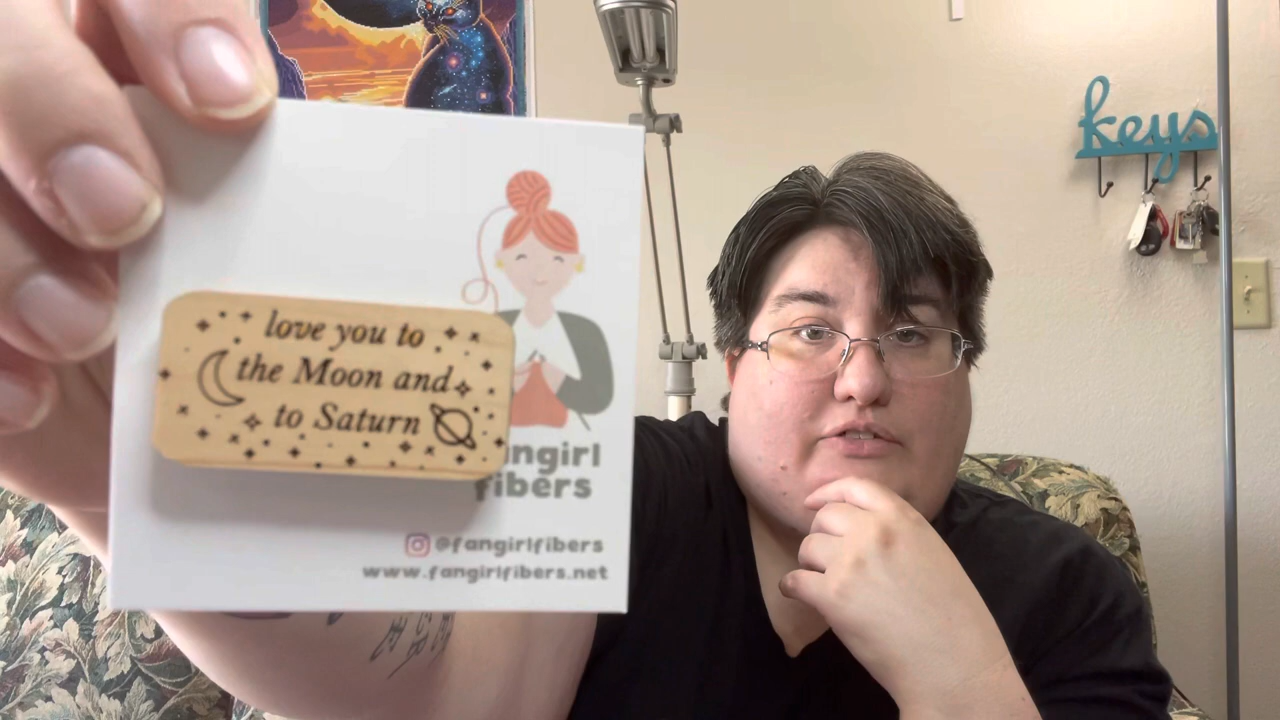 keys
love you to
the Moon and
to Saturn
fangirl
fibers
@fangirlfibers
www.fangirlfibers.net